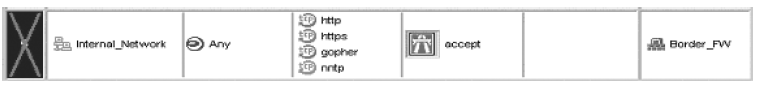 Internal_Network
Any
http
https
gopher
nntp
accept
Border_FW